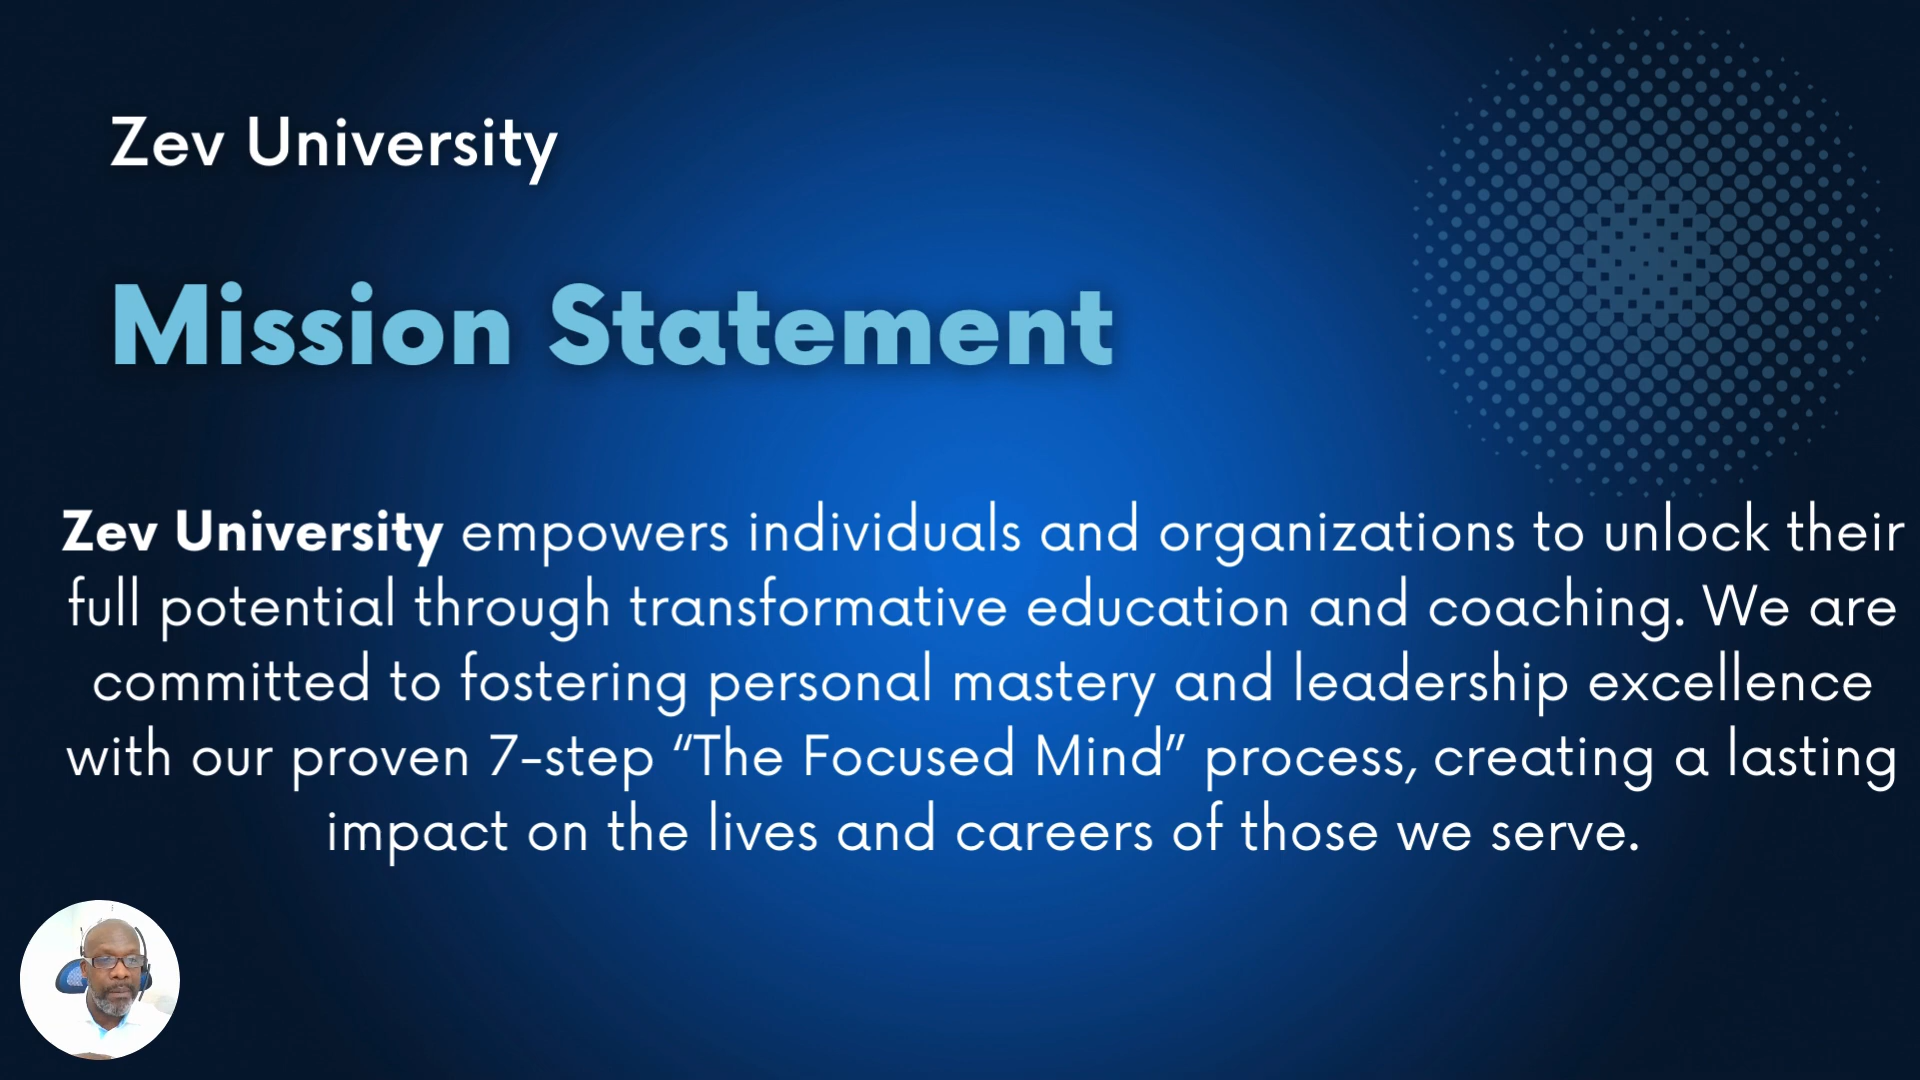 Zev University
Mission Statement
Zev University empowers individuals and organizations to unlock their
full potential through transformative education and coaching. We are
committed to fostering personal mastery and leadership excellence
with our proven 7-step “The Focused Mind” process, creating a lasting
impact on the lives and careers of those we serve.